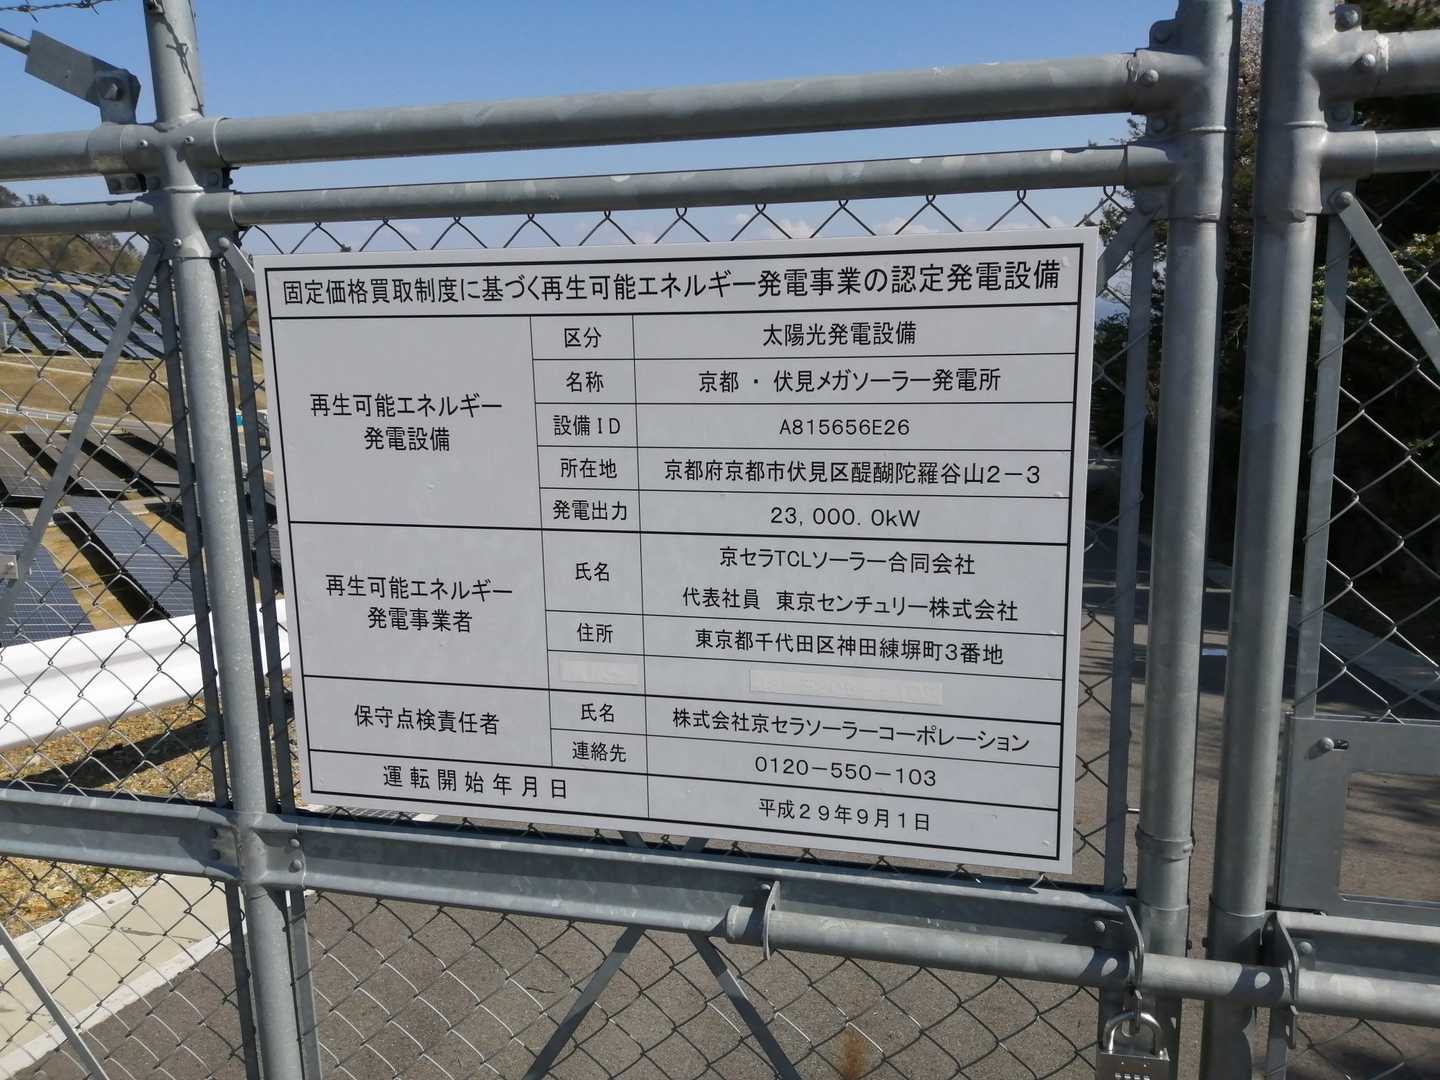 固定価格買取制度に基づく再生可能エネルギー発電事業の認定発電設備
再生可能エネルギー
発電設備
区分
太陽光発電設備
名称
京都・伏見メガソーラー発電所
設備ID
A815656E26
所在地
京都府京都市伏見区醍醐陀羅谷山2-3
発電出力
23,000.0kW
再生可能エネルギー
発電事業者
氏名
京セラTCLソーラー合同会社
代表社員 東京センチュリー株式会社
住所
東京都千代田区神田練塀町3番地
保守点検責任者
氏名
株式会社京セラソーラーコーポレーション
連絡先
0120-550-103
運転開始年月日
平成29年9月1日